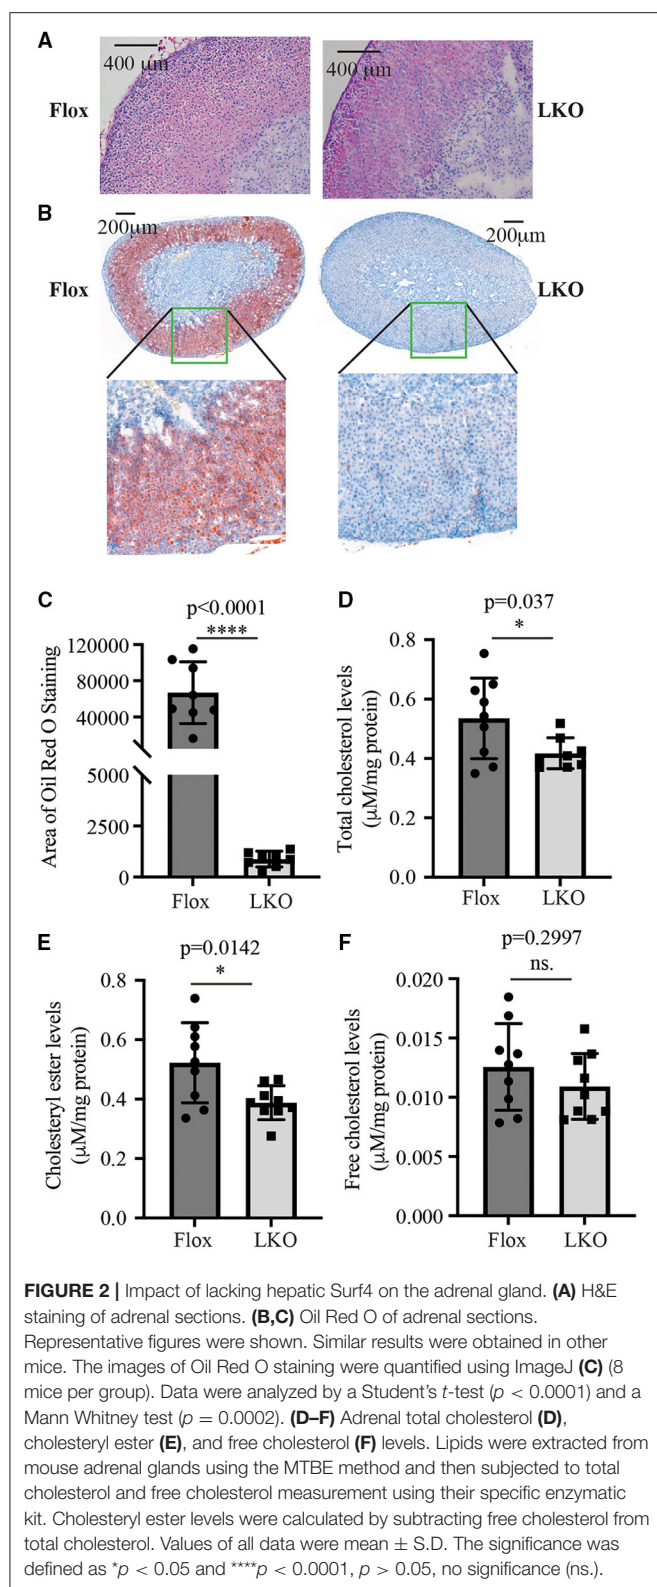 A
400 μm
400 μm
Flox
LKO
B
200μm
200μm
Flox
LKO
C
p<0.0001
****
Area of Oil Red O Staining
120000
80000
40000
5000
2500
0
Flox
LKO
D
p=0.037
*
Total cholesterol levels
(μM/mg protein)
0.8
0.6
0.4
0.2
0.0
Flox
LKO
E
p=0.0142
*
Cholesteryl ester levels
(μM/mg protein)
0.8
0.6
0.4
0.2
0.0
Flox
LKO
F
p=0.2997
ns.
Free cholesterol levels
(μM/mg protein)
0.020
0.015
0.010
0.005
0.000
Flox
LKO
FIGURE 2 | Impact of lacking hepatic Surf4 on the adrenal gland. (A) H&E
staining of adrenal sections. (B,C) Oil Red O of adrenal sections.
Representative figures were shown. Similar results were obtained in other
mice. The images of Oil Red O staining were quantified using ImageJ (C) (8
mice per group). Data were analyzed by a Student's t-test (p < 0.0001) and a
Mann Whitney test (p = 0.0002). (D–F) Adrenal total cholesterol (D),
cholesteryl ester (E), and free cholesterol (F) levels. Lipids were extracted from
mouse adrenal glands using the MTBE method and then subjected to total
cholesterol and free cholesterol measurement using their specific enzymatic
kit. Cholesteryl ester levels were calculated by subtracting free cholesterol from
total cholesterol. Values of all data were mean ± S.D. The significance was
defined as *p < 0.05 and ****p < 0.0001, p > 0.05, no significance (ns.).